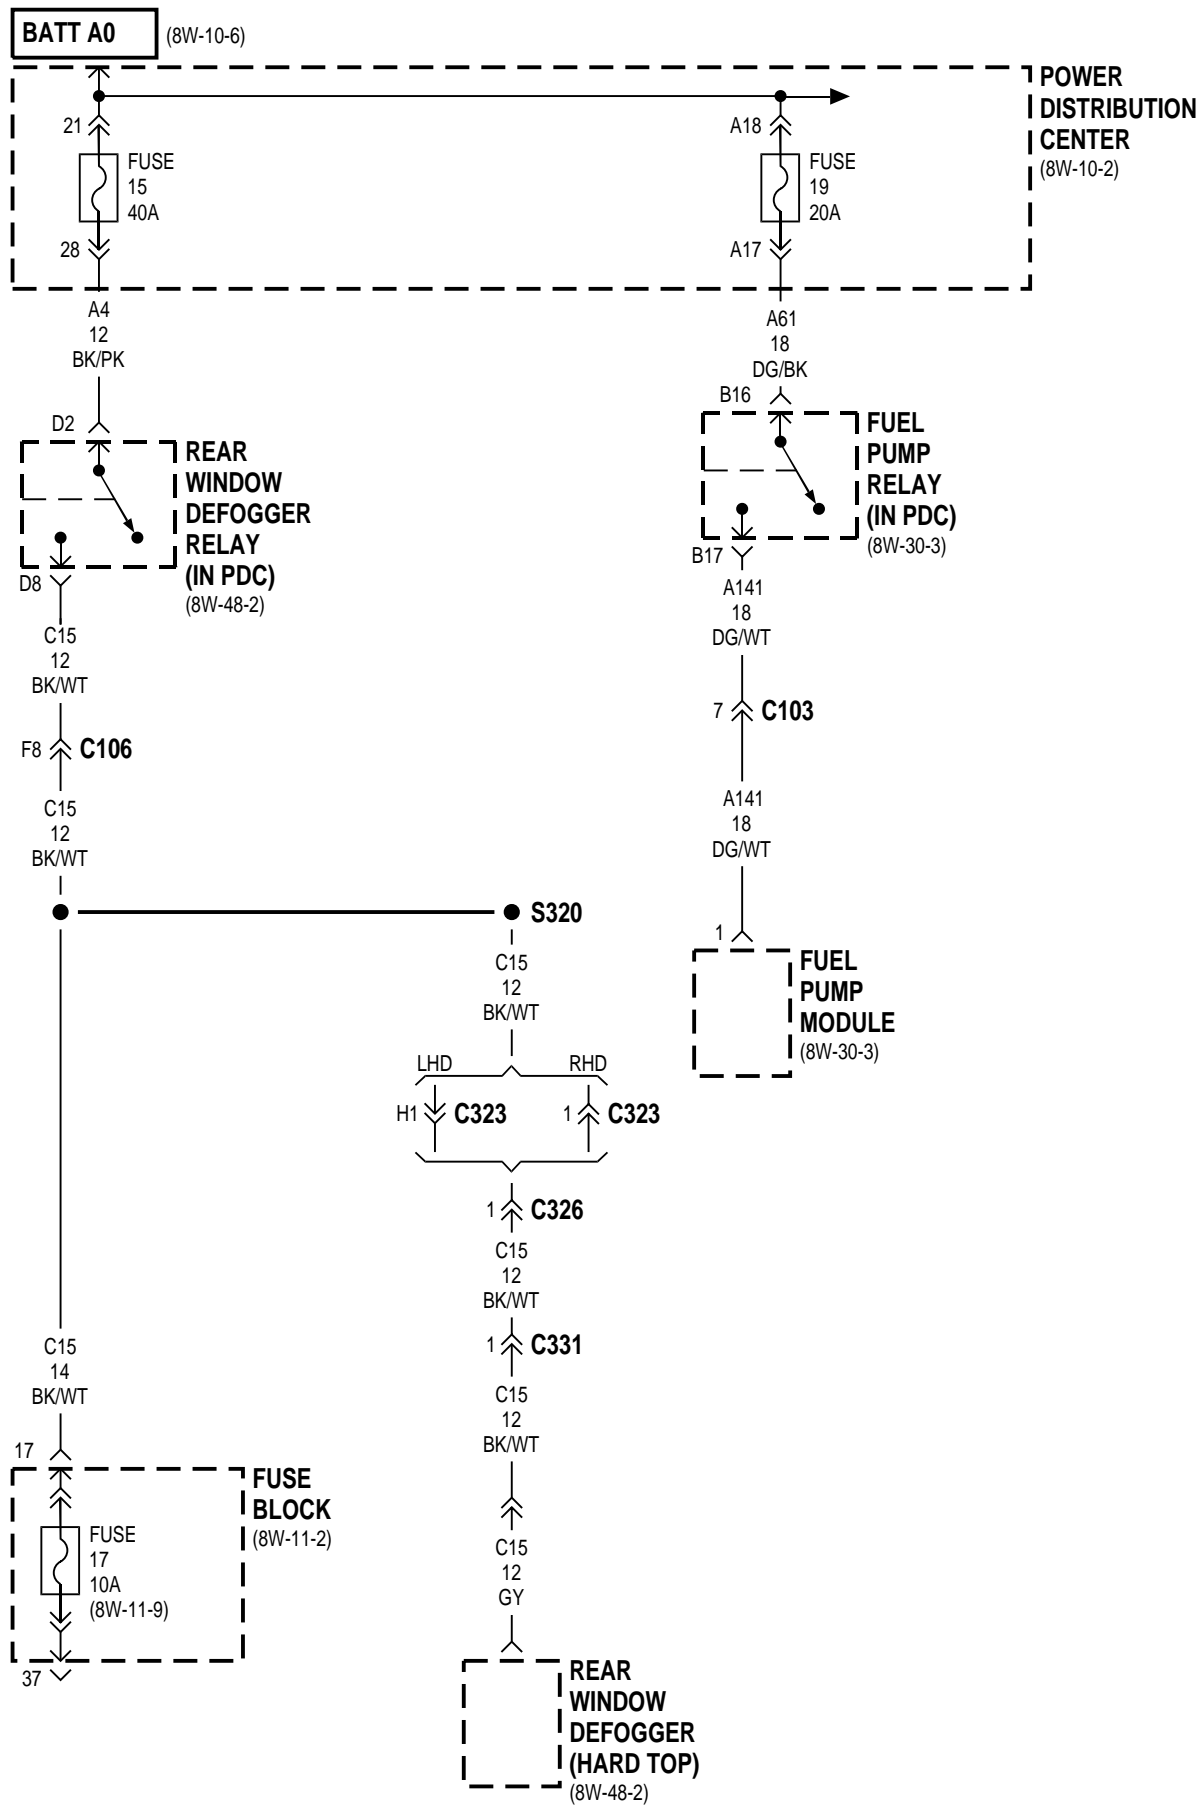 BATT A0
(8W-10-6)
POWER
DISTRIBUTION
CENTER
(8W-10-2)
21
FUSE
15
40A
28
A18
FUSE
19
20A
A17
A4
12
BK/PK
D2
REAR
WINDOW
DEFOGGER
RELAY
(IN PDC)
(8W-48-2)
D8
C15
12
BK/WT
F8
C106
C15
12
BK/WT
A61
18
DG/BK
B16
FUEL
PUMP
RELAY
(IN PDC)
(8W-30-3)
B17
A141
18
DG/WT
7
C103
A141
18
DG/WT
1
FUEL
PUMP
MODULE
(8W-30-3)
S320
C15
12
BK/WT
LHD
RHD
H1
C323
1
C323
1
C326
C15
12
BK/WT
1
C331
C15
12
BK/WT
C15
12
GY
REAR
WINDOW
DEFOGGER
(HARD TOP)
(8W-48-2)
C15
14
BK/WT
17
FUSE
BLOCK
(8W-11-2)
FUSE
17
10A
(8W-11-9)
37